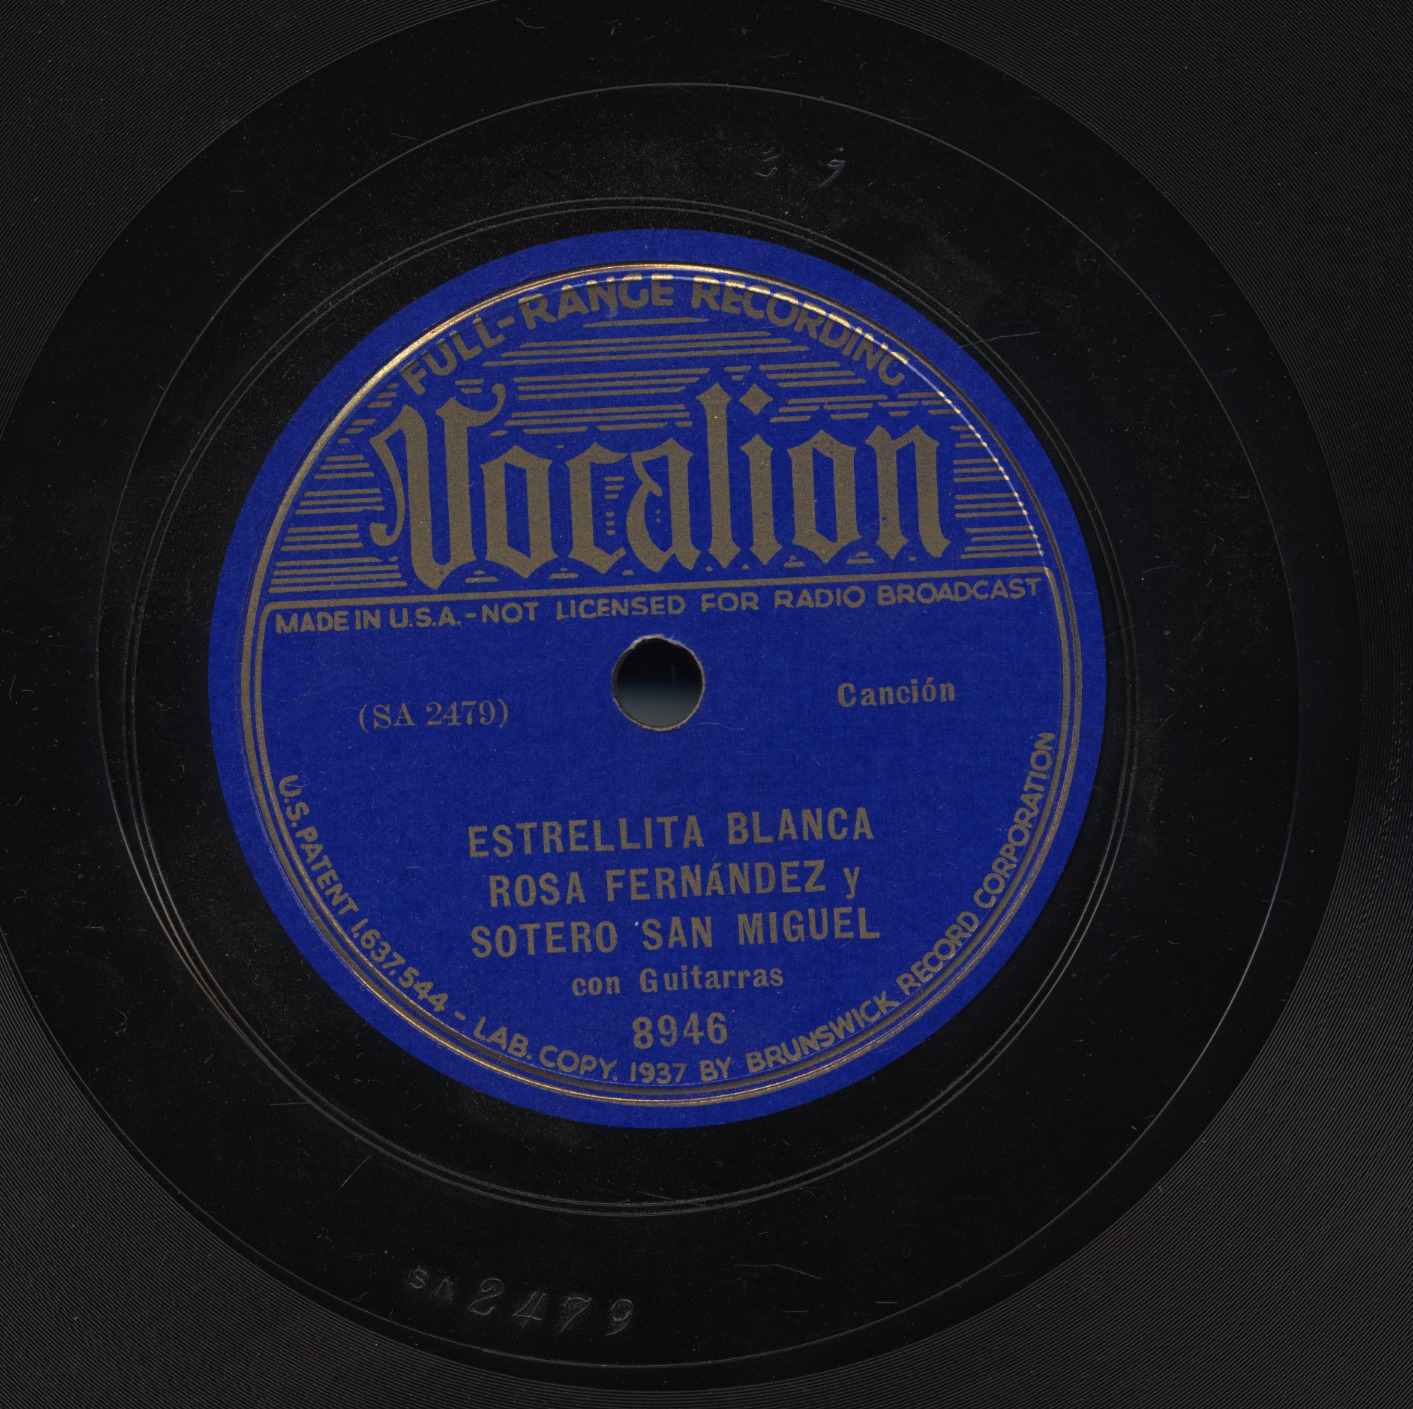 FULL-RANGE RECORDING
Vocalion
MADE IN U.S.A.-NOT LICENSED FOR RADIO BROADCAST
(SA 2479)
Canción
ESTRELLITA BLANCA
ROSA FERNÁNDEZ y
SOTERO SAN MIGUEL
con Guitarras
8946
U.S. PATENT 1,637,544 - LAB. COPY. 1937 BY BRUNSWICK RECORD CORPORATION
SA 2479